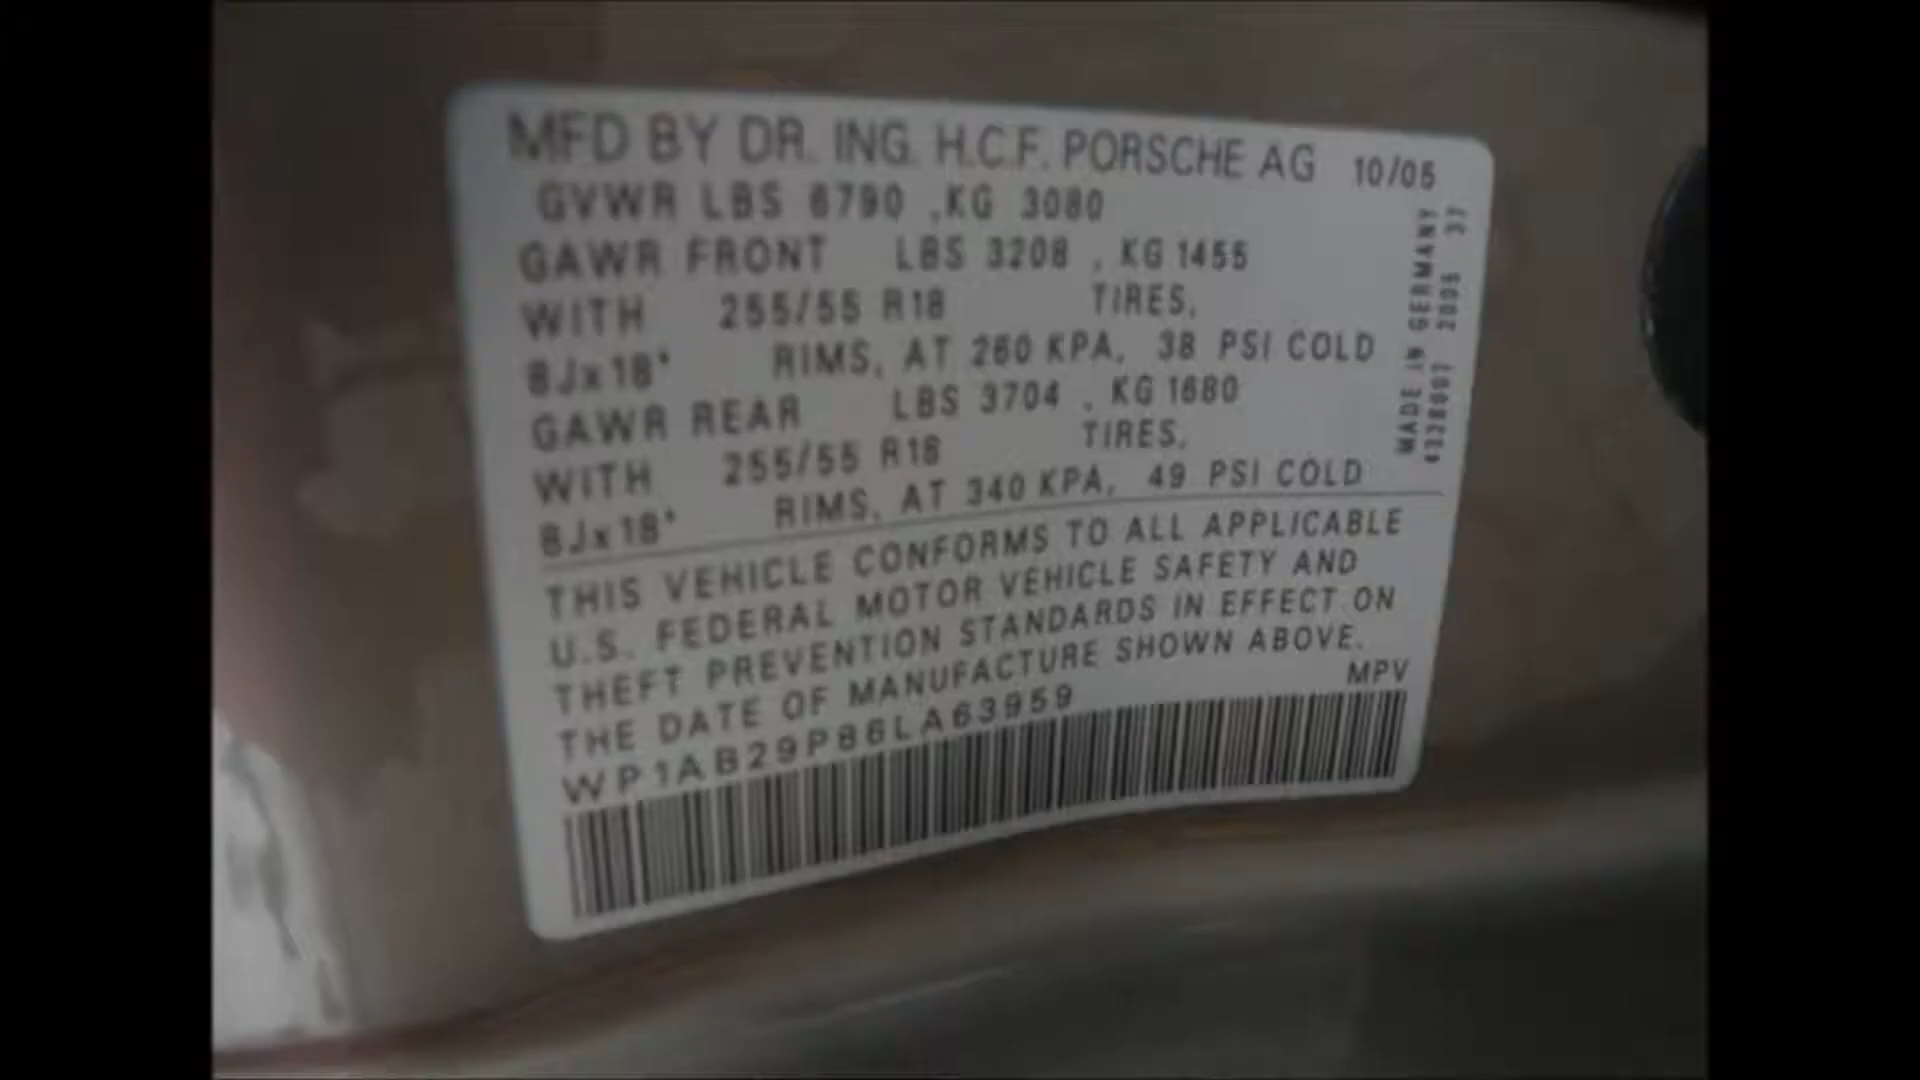 MFD BY DR. ING. H.C.F. PORSCHE AG 10/05
GVWR LBS 6790 ,KG 3080
GAWR FRONT LBS 3208 , KG 1455
WITH 255/55 R18 TIRES,
8Jx18" RIMS, AT 260 KPA, 38 PSI COLD
GAWR REAR LBS 3704 , KG 1680
WITH 255/55 R18 TIRES,
8Jx18" RIMS, AT 340 KPA, 49 PSI COLD
THIS VEHICLE CONFORMS TO ALL APPLICABLE
U.S. FEDERAL MOTOR VEHICLE SAFETY AND
THEFT PREVENTION STANDARDS IN EFFECT ON
THE DATE OF MANUFACTURE SHOWN ABOVE.
MPV
WP1AB29P86LA63959
MADE IN GERMANY
2005 37